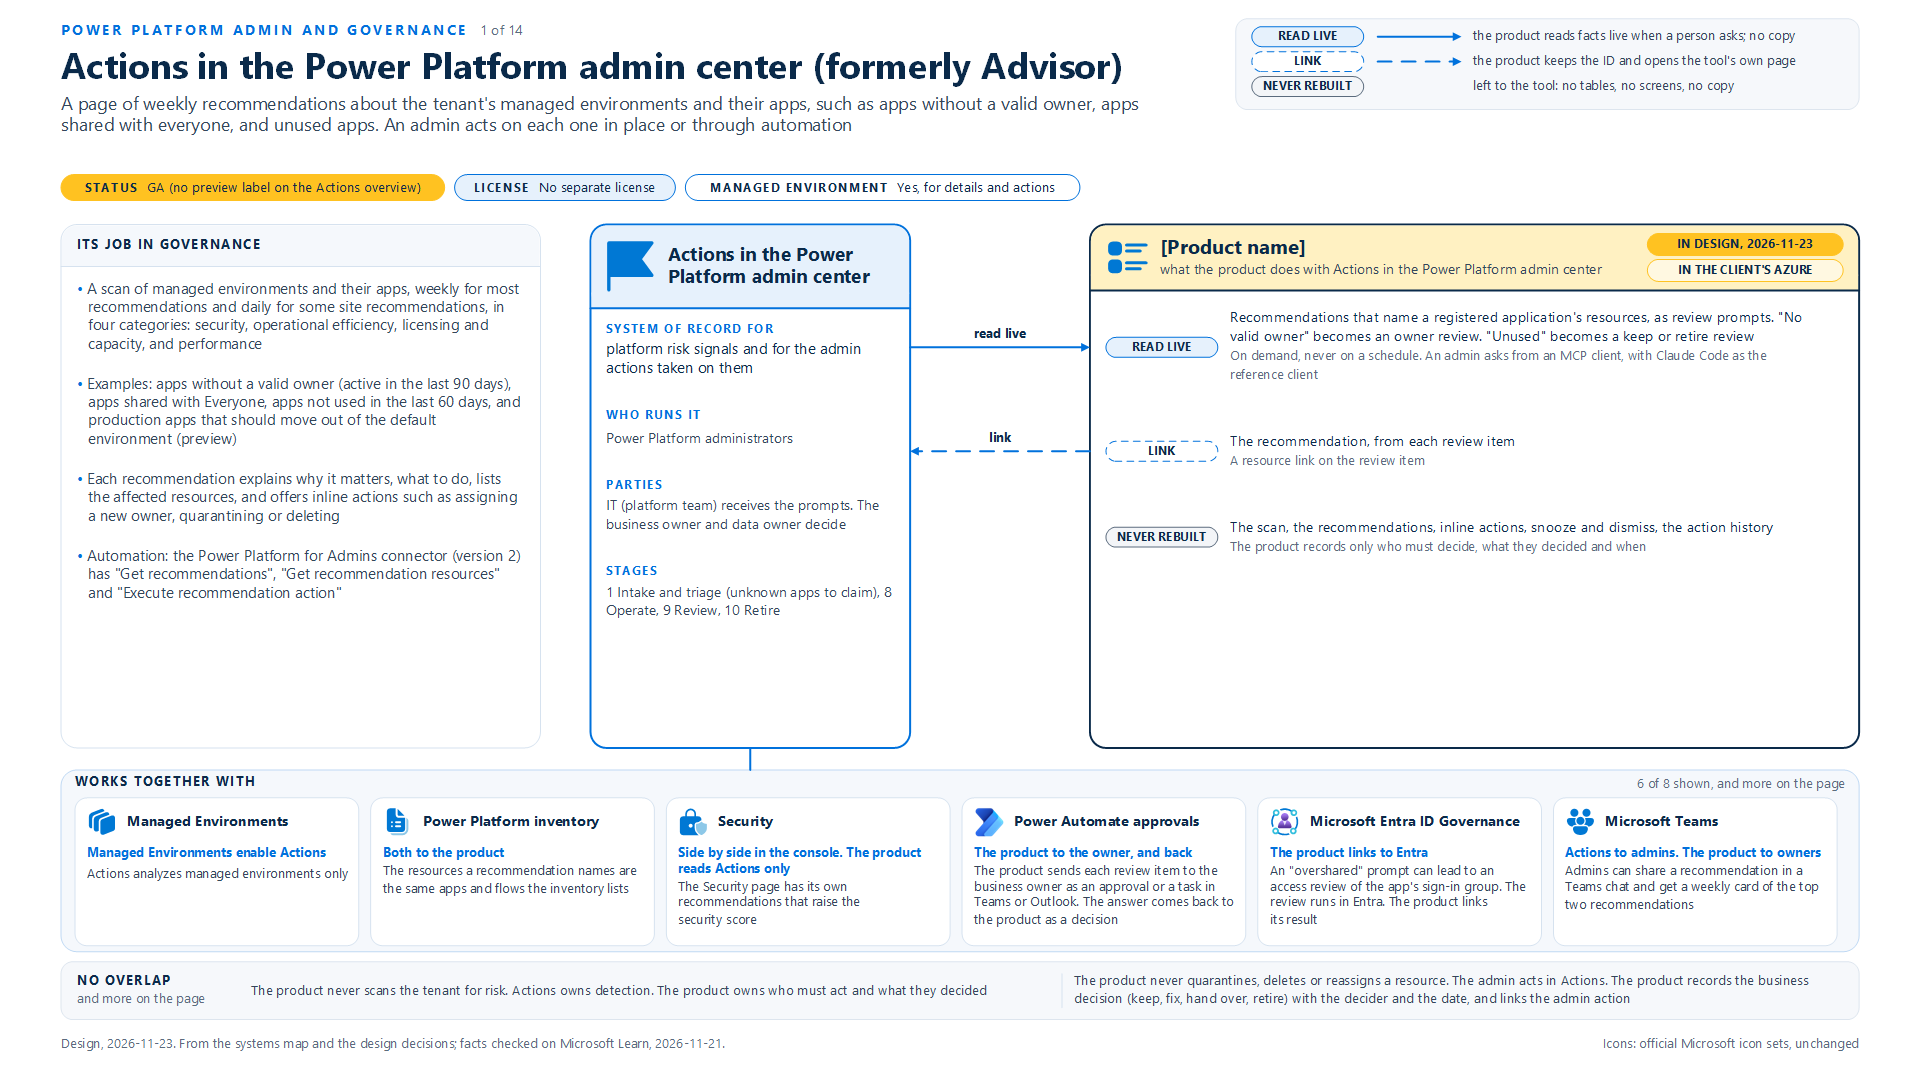 POWER PLATFORM ADMIN AND GOVERNANCE 1 of 14
Actions in the Power Platform admin center (formerly Advisor)
A page of weekly recommendations about the tenant's managed environments and their apps, such as apps without a valid owner, apps
shared with everyone, and unused apps. An admin acts on each one in place or through automation
READ LIVE the product reads facts live when a person asks; no copy
LINK the product keeps the ID and opens the tool's own page
NEVER REBUILT left to the tool: no tables, no screens, no copy
STATUS GA (no preview label on the Actions overview)
LICENSE No separate license
MANAGED ENVIRONMENT Yes, for details and actions
ITS JOB IN GOVERNANCE
• A scan of managed environments and their apps, weekly for most
recommendations and daily for some site recommendations, in
four categories: security, operational efficiency, licensing and
capacity, and performance
• Examples: apps without a valid owner (active in the last 90 days),
apps shared with Everyone, apps not used in the last 60 days, and
production apps that should move out of the default
environment (preview)
• Each recommendation explains why it matters, what to do, lists
the affected resources, and offers inline actions such as assigning
a new owner, quarantining or deleting
• Automation: the Power Platform for Admins connector (version 2)
has "Get recommendations", "Get recommendation resources"
and "Execute recommendation action"
Actions in the Power
Platform admin center
SYSTEM OF RECORD FOR
platform risk signals and for the admin
actions taken on them
WHO RUNS IT
Power Platform administrators
PARTIES
IT (platform team) receives the prompts. The
business owner and data owner decide
STAGES
1 Intake and triage (unknown apps to claim), 8
Operate, 9 Review, 10 Retire
read live
link
[Product name]
what the product does with Actions in the Power Platform admin center
IN DESIGN, 2026-11-23
IN THE CLIENT'S AZURE
READ LIVE
Recommendations that name a registered application's resources, as review prompts. "No
valid owner" becomes an owner review. "Unused" becomes a keep or retire review
On demand, never on a schedule. An admin asks from an MCP client, with Claude Code as the
reference client
LINK
The recommendation, from each review item
A resource link on the review item
NEVER REBUILT
The scan, the recommendations, inline actions, snooze and dismiss, the action history
The product records only who must decide, what they decided and when
WORKS TOGETHER WITH
6 of 8 shown, and more on the page
Managed Environments
Managed Environments enable Actions
Actions analyzes managed environments only
Power Platform inventory
Both to the product
The resources a recommendation names are
the same apps and flows the inventory lists
Security
Side by side in the console. The product
reads Actions only
The Security page has its own
recommendations that raise the
security score
Power Automate approvals
The product to the owner, and back
The product sends each review item to the
business owner as an approval or a task in
Teams or Outlook. The answer comes back to
the product as a decision
Microsoft Entra ID Governance
The product links to Entra
An "overshared" prompt can lead to an
access review of the app's sign-in group. The
review runs in Entra. The product links
its result
Microsoft Teams
Actions to admins. The product to owners
Admins can share a recommendation in a
Teams chat and get a weekly card of the top
two recommendations
NO OVERLAP
and more on the page
The product never scans the tenant for risk. Actions owns detection. The product owns who must act and what they decided
The product never quarantines, deletes or reassigns a resource. The admin acts in Actions. The product records the business
decision (keep, fix, hand over, retire) with the decider and the date, and links the admin action
Design, 2026-11-23. From the systems map and the design decisions; facts checked on Microsoft Learn, 2026-11-21.
Icons: official Microsoft icon sets, unchanged